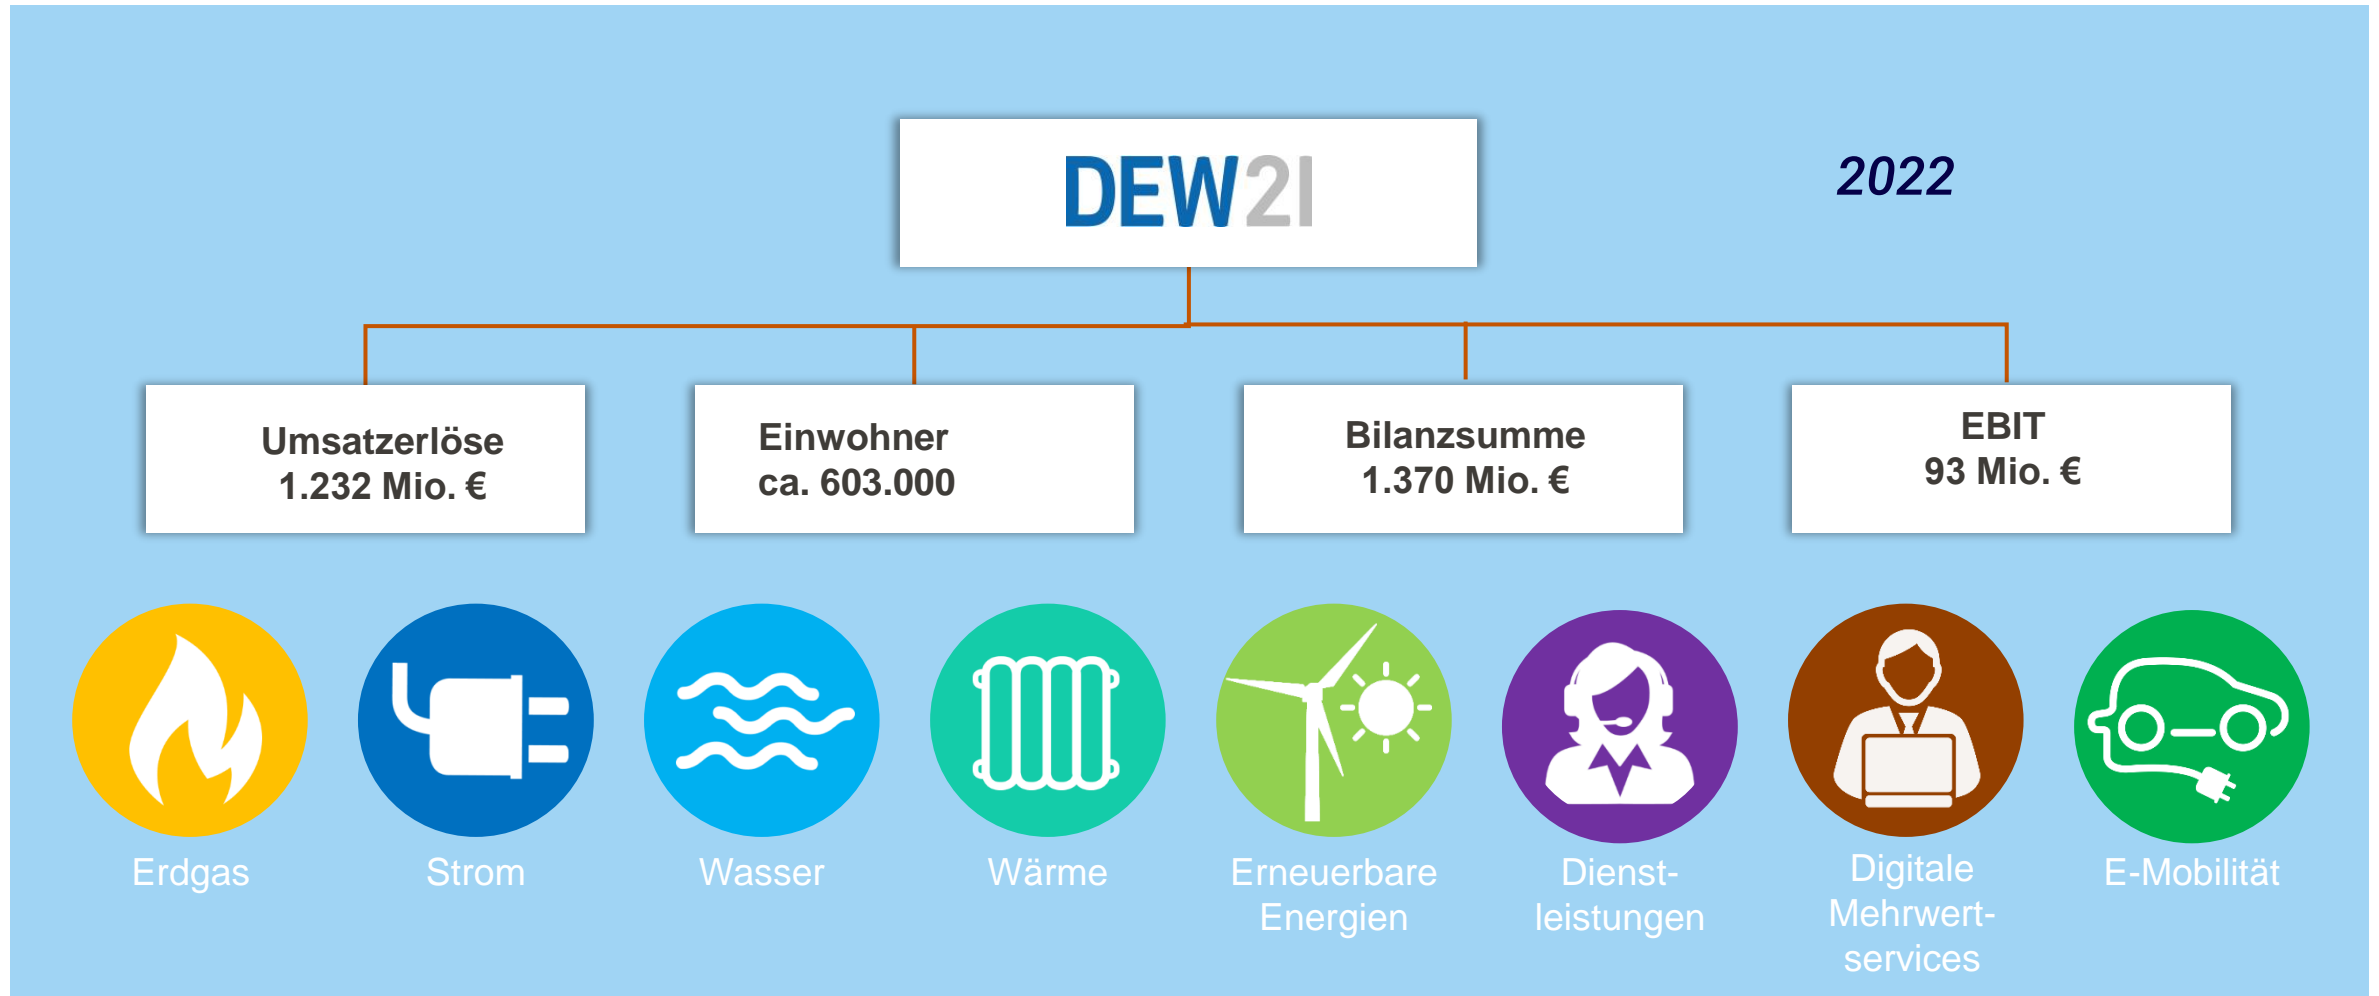 DEW21
2022
Umsatzerlöse
1.232 Mio. €
Einwohner
ca. 603.000
Bilanzsumme
1.370 Mio. €
EBIT
93 Mio. €
Erdgas
Strom
Wasser
Wärme
Erneuerbare
Energien
Dienst-
leistungen
Digitale
Mehrwert-
services
E-Mobilität